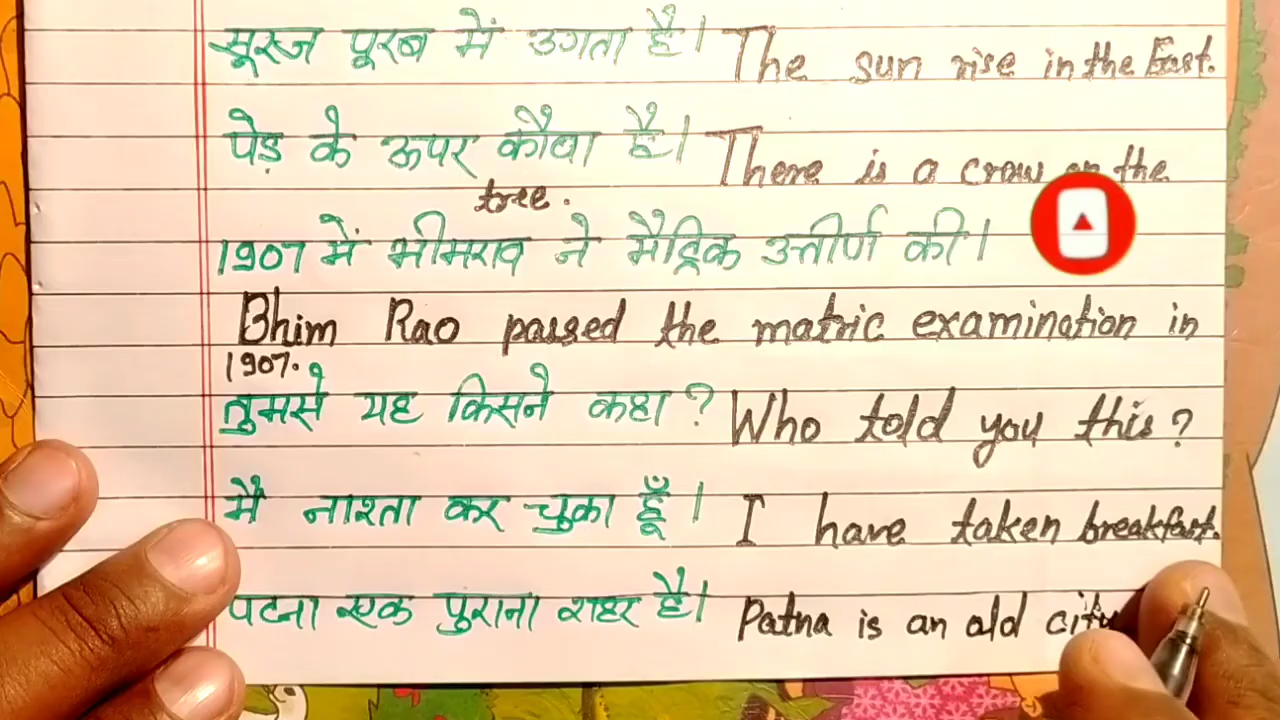 सूरज पूरब में उगता है। The sun rise in the East.
पेड़ के ऊपर कौवा है। There is a crow on the
tree.
1907 में भीमराव ने मैट्रिक उत्तीर्ण की।
Bhim Rao passed the matric examination in
1907.
तुमसे यह किसने कहा? Who told you this?
मै नाश्ता कर चुका हूँ। I have taken breakfast.
पटना एक पुराना शहर है। Patna is an old city